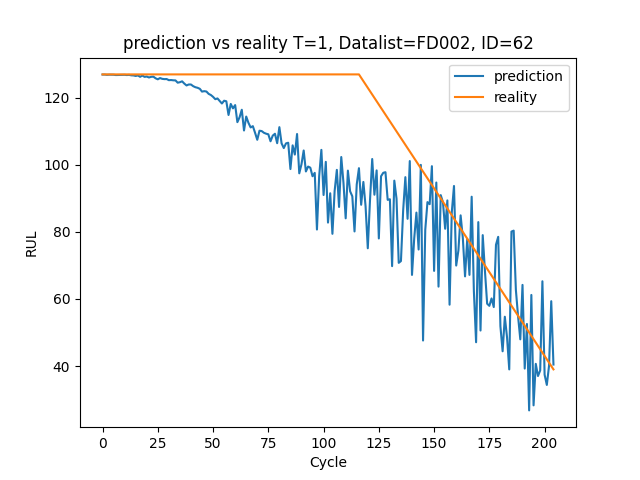 prediction vs reality T=1, Datalist=FD002, ID=62
prediction
reality
RUL
120
100
80
60
40
0 25 50 75 100 125 150 175 200
Cycle